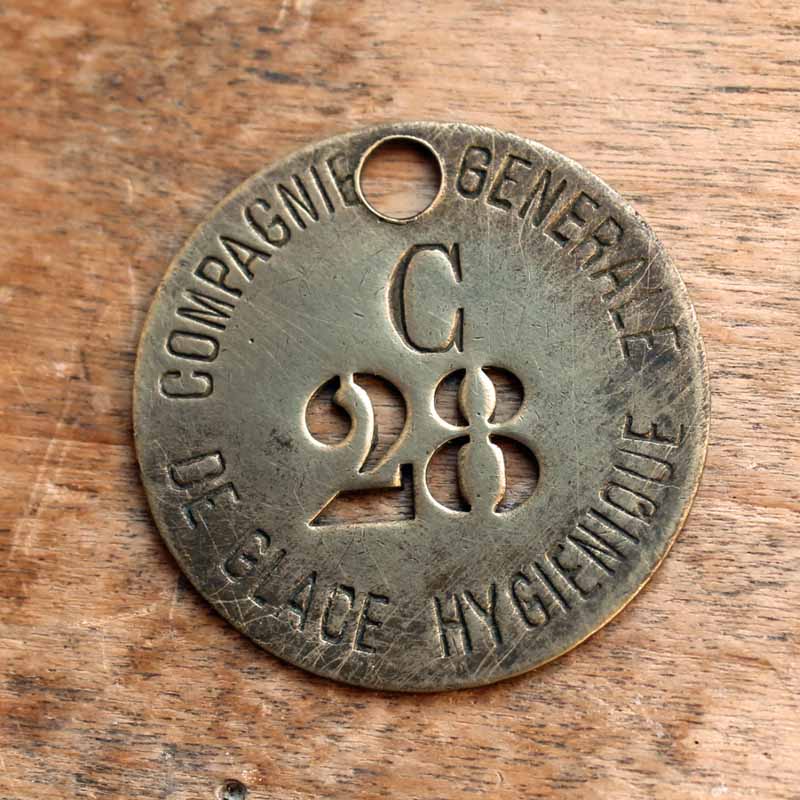 COMPAGNIE GENERALE
C
28
DE GLACE HYGIENIQUE